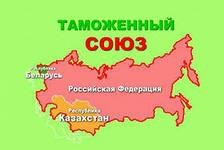 ТАМОЖЕННЫЙ
СОЮЗ
Республика
Беларусь
Российская Федерация
Республика
Казахстан